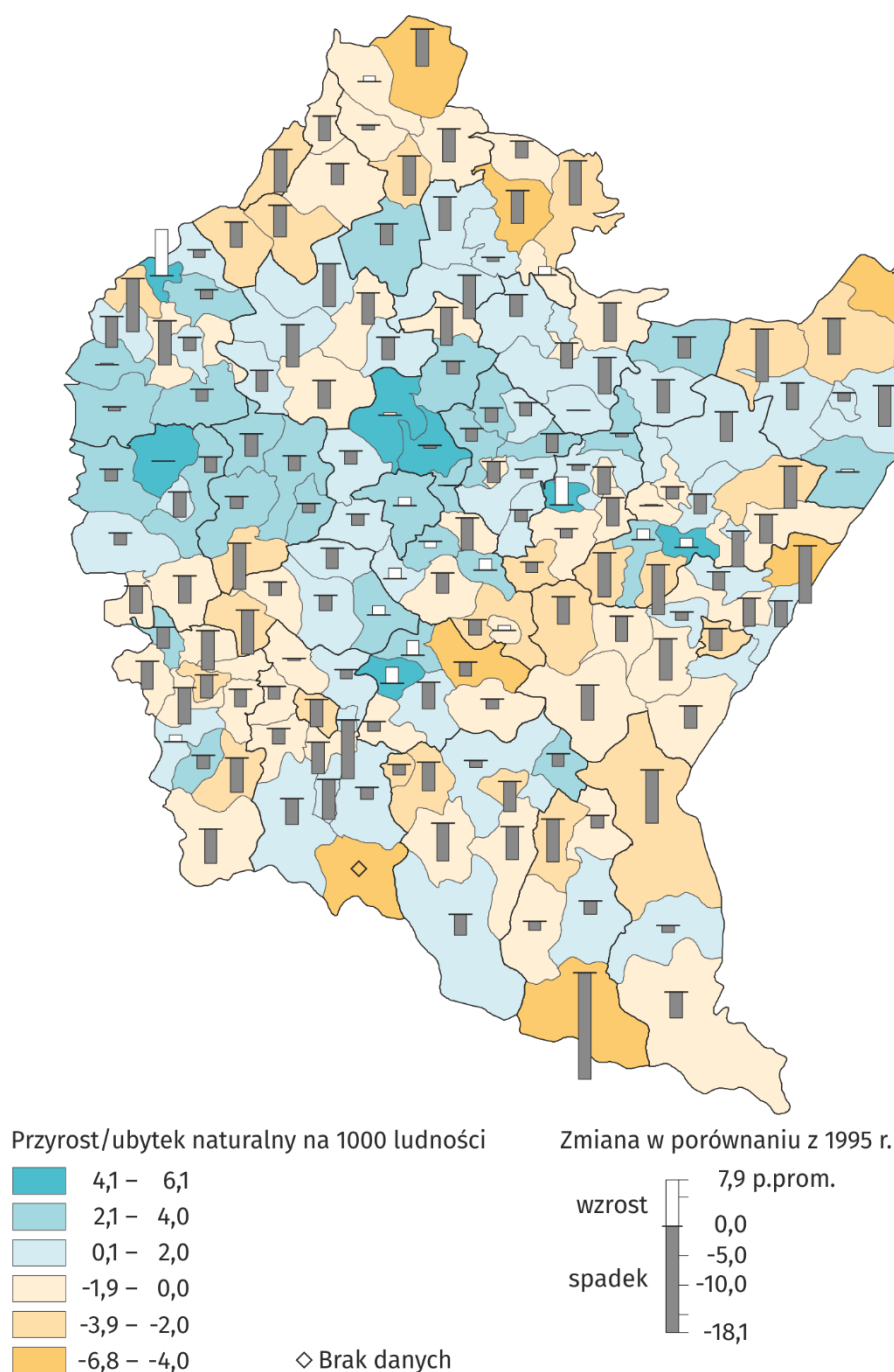 Przyrost/ubytek naturalny na 1000 ludności
4,1 – 6,1
2,1 – 4,0
0,1 – 2,0
-1,9 – 0,0
-3,9 – -2,0
-6,8 – -4,0
Brak danych
Zmiana w porównaniu z 1995 r.
7,9 p.prom.
wzrost
0,0
-5,0
spadek
-10,0
-18,1